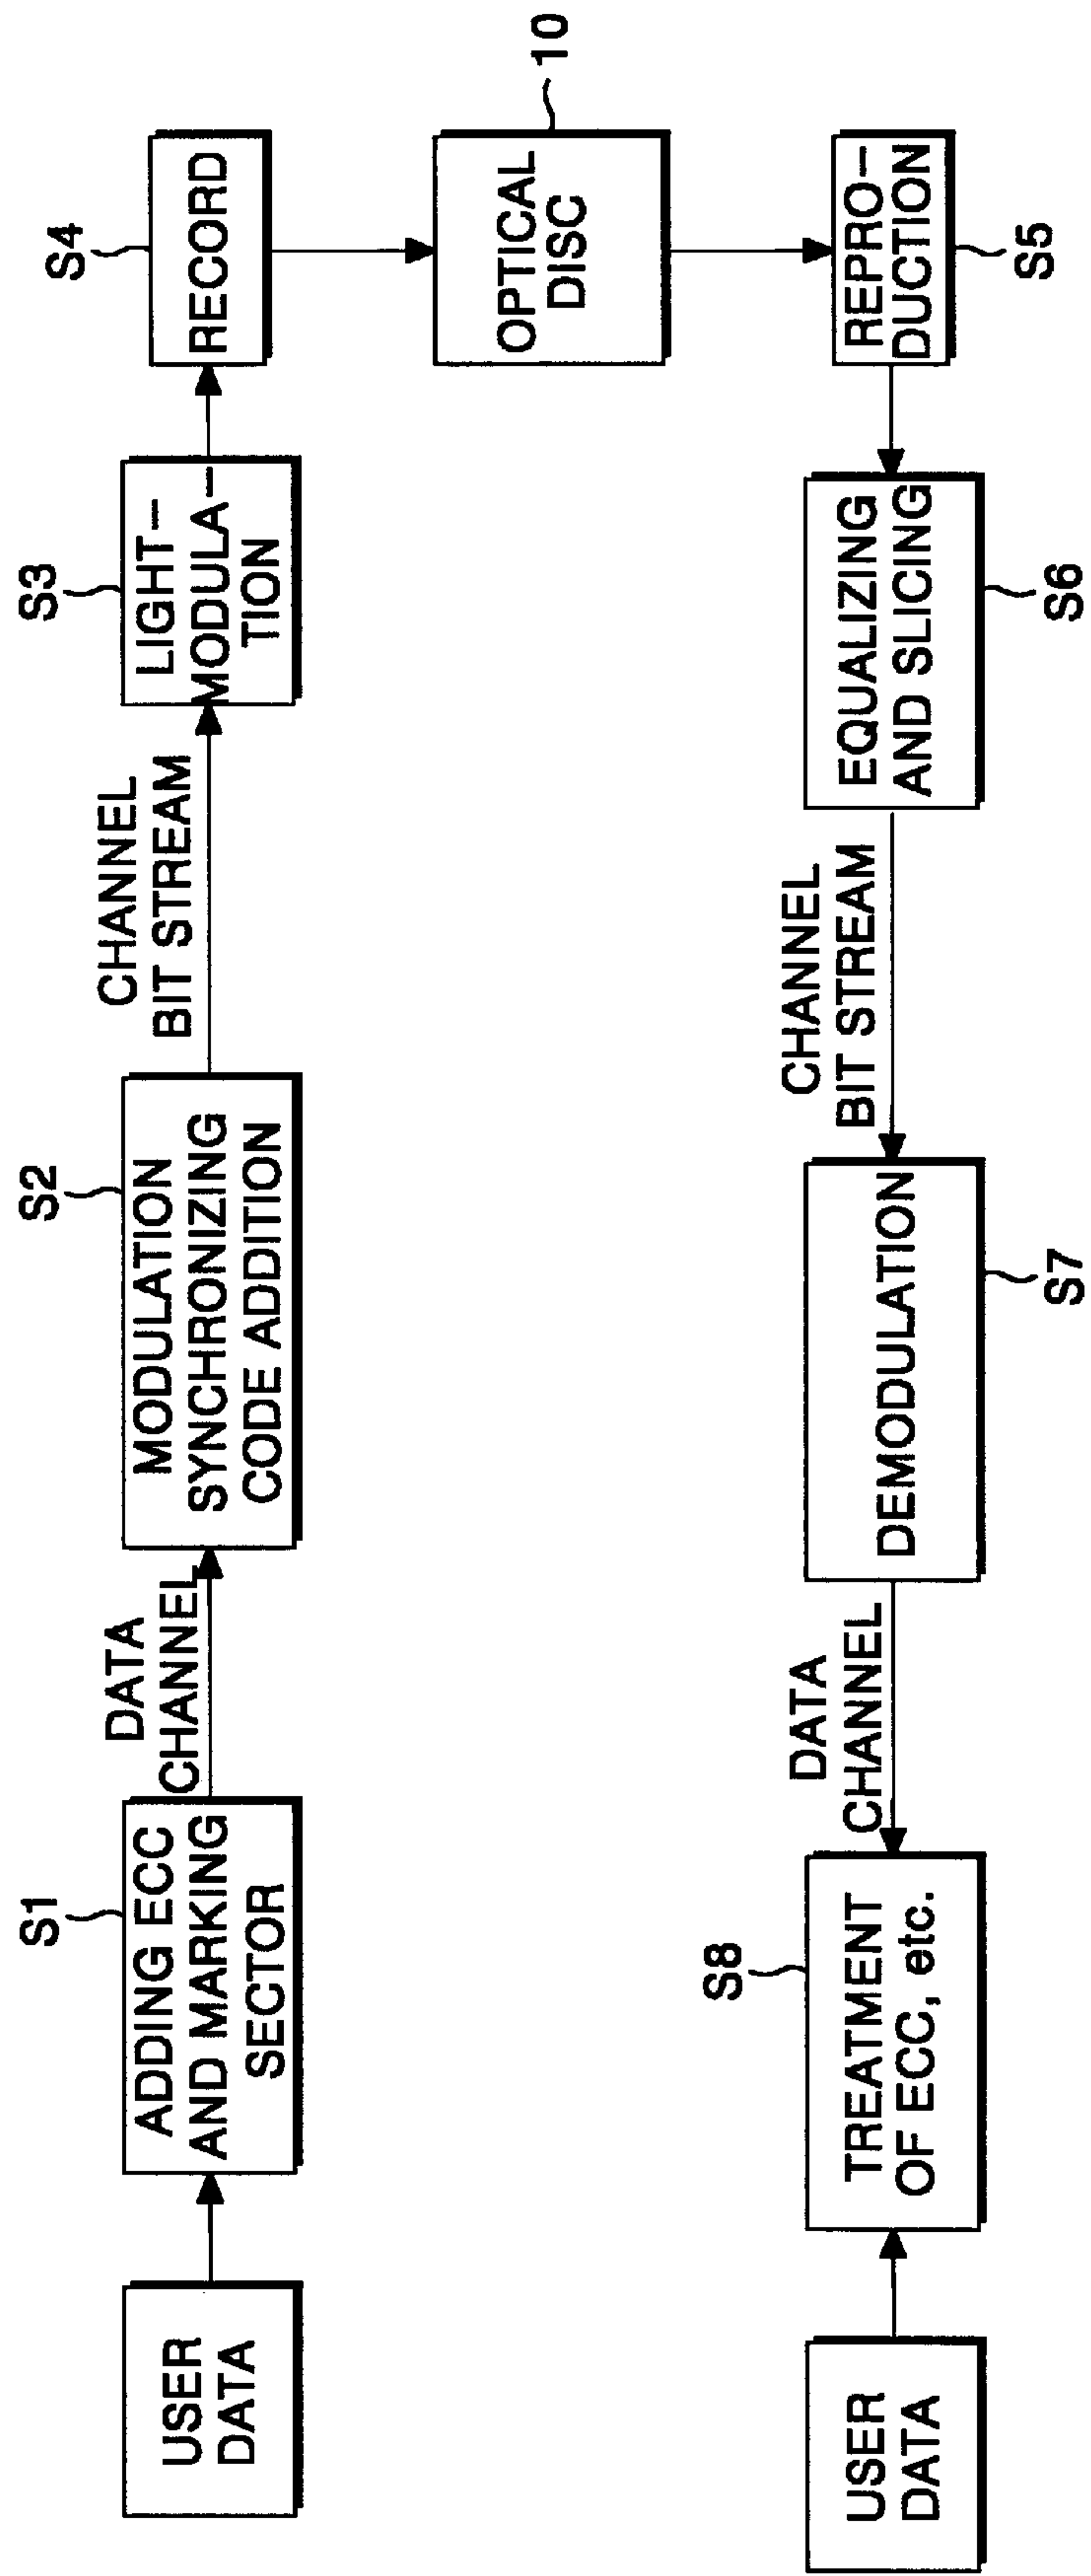 USER
DATA
S1
ADDING ECC
AND MARKING
SECTOR
DATA
CHANNEL
S2
MODULATION
SYNCHRONIZING
CODE ADDITION
CHANNEL
BIT STREAM
S3
LIGHT-
MODULA-
TION
S4
RECORD
OPTICAL
DISC
10
REPRO-
DUCTION
S5
EQUALIZING
AND SLICING
S6
CHANNEL
BIT STREAM
DEMODULATION
S7
DATA
CHANNEL
S8
TREATMENT
OF ECC, etc.
USER
DATA